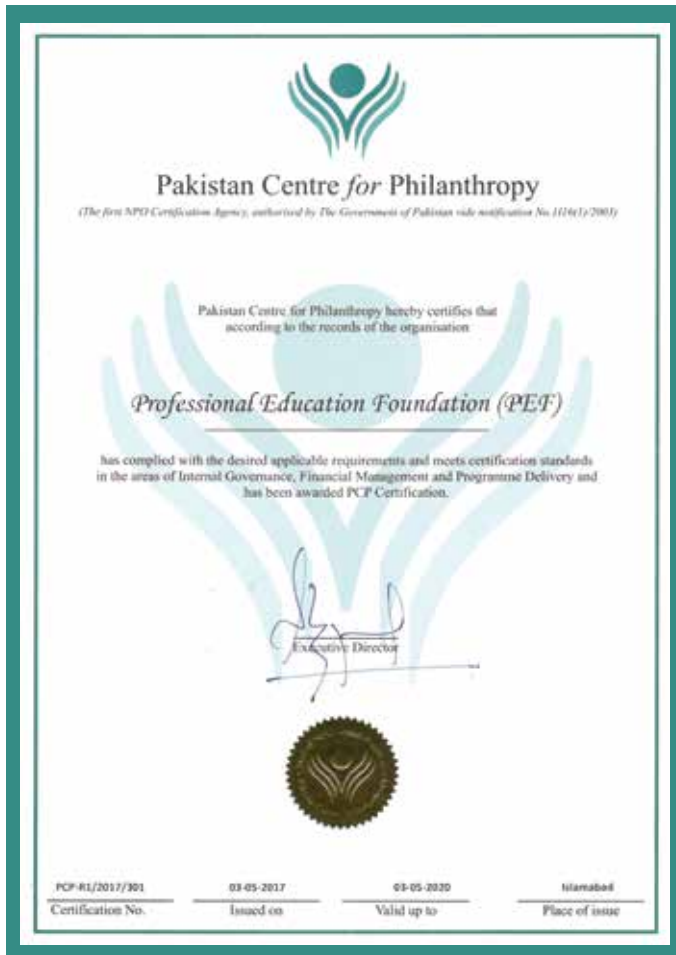 Pakistan Centre for Philanthropy
(The first NPO Certification Agency, authorised by The Government of Pakistan vide notification No.1116(1)/2003)
Pakistan Centre for Philanthropy hereby certifies that
according to the records of the organisation
Professional Education Foundation (PEF)
has complied with the desired applicable requirements and meets certification standards
in the areas of Internal Governance, Financial Management and Programme Delivery and
has been awarded PCP Certification.
Executive Director
PCP-R1/2017/301 03-05-2017 03-05-2020 Islamabad
Certification No. Issued on Valid up to Place of issue